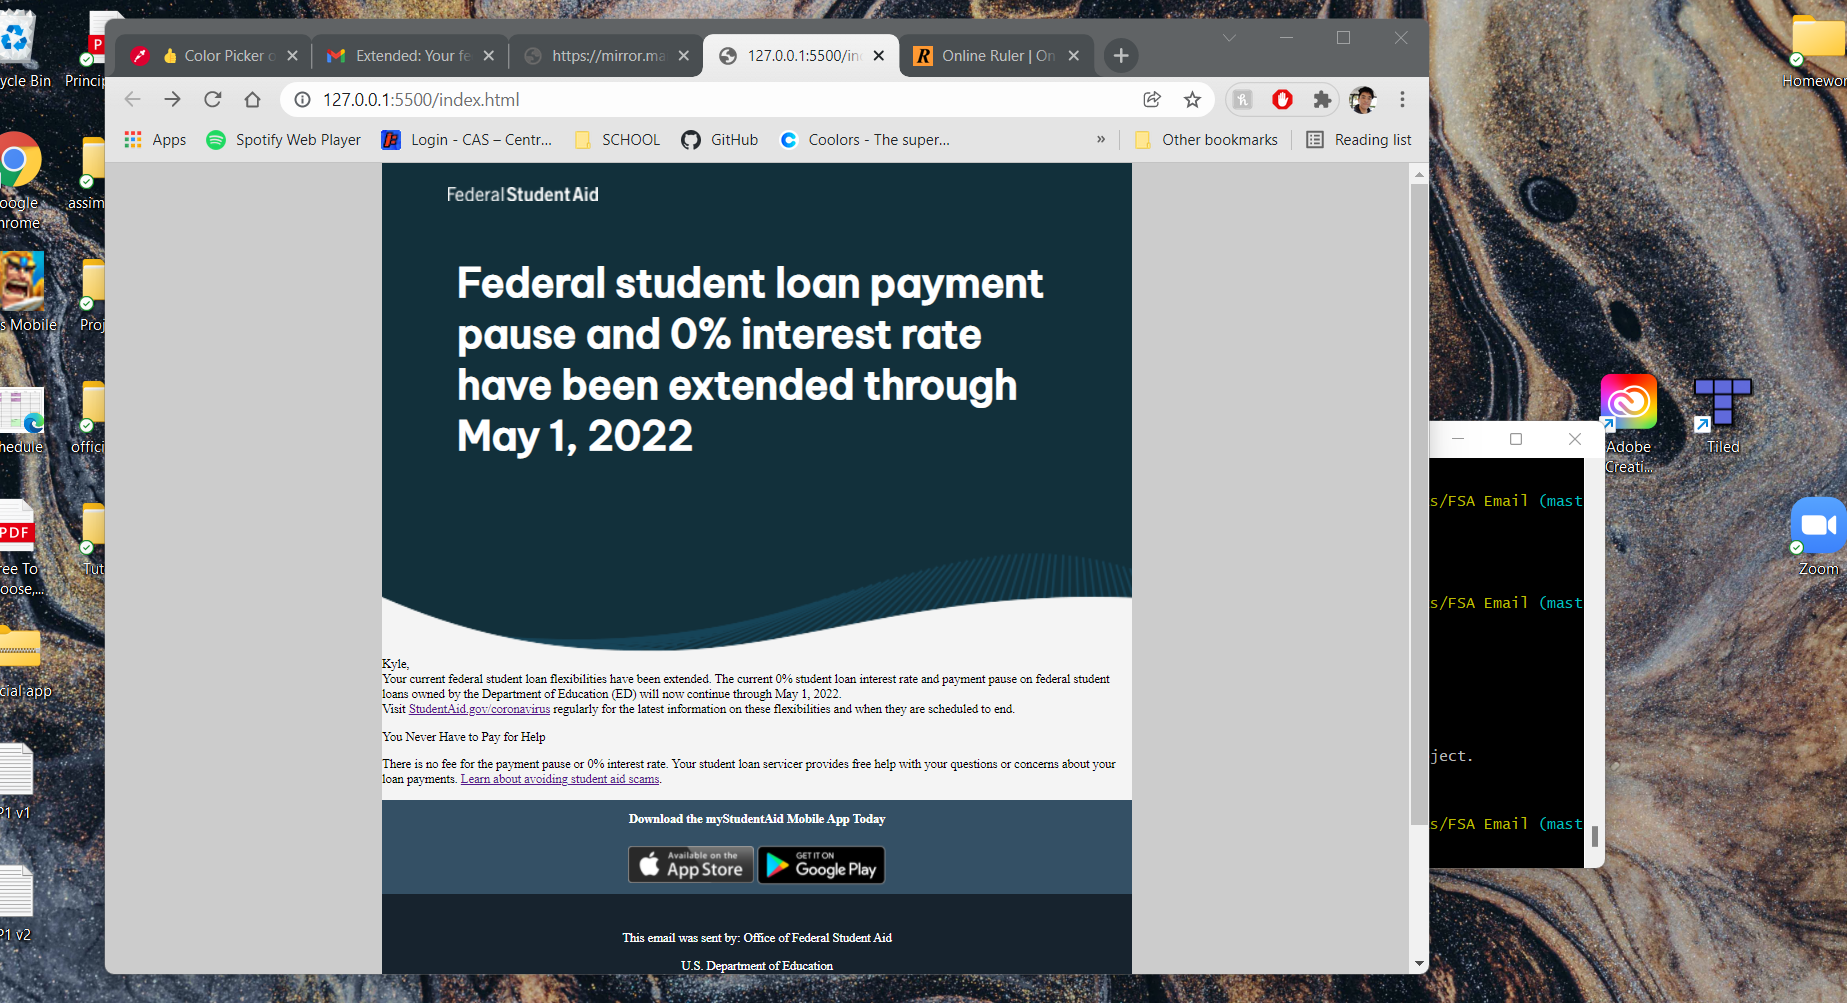 ycle Bin
Princip
Color Picker o
Extended: Your fe
https://mirror.ma
127.0.0.1:5500/in
Online Ruler | On
127.0.0.1:5500/index.html
Apps
Spotify Web Player
Login - CAS – Centr...
SCHOOL
GitHub
Coolors - The super...
»
Other bookmarks
Reading list
Homewor
oogle
hrome
assim
s Mobile
Proj
hedule
offici
PDF
ree To
oose,...
Tut
cial app
P1 v1
P1 v2
FederalStudentAid
Federal student loan payment
pause and 0% interest rate
have been extended through
May 1, 2022
Kyle,
Your current federal student loan flexibilities have been extended. The current 0% student loan interest rate and payment pause on federal student
loans owned by the Department of Education (ED) will now continue through May 1, 2022.
Visit StudentAid.gov/coronavirus regularly for the latest information on these flexibilities and when they are scheduled to end.
You Never Have to Pay for Help
There is no fee for the payment pause or 0% interest rate. Your student loan servicer provides free help with your questions or concerns about your
loan payments. Learn about avoiding student aid scams.
Download the myStudentAid Mobile App Today
Available on the
App Store
GET IT ON
Google Play
This email was sent by: Office of Federal Student Aid
U.S. Department of Education
s/FSA Email (mast
s/FSA Email (mast
ject.
s/FSA Email (mast
Adobe
Creati...
Tiled
Zoom